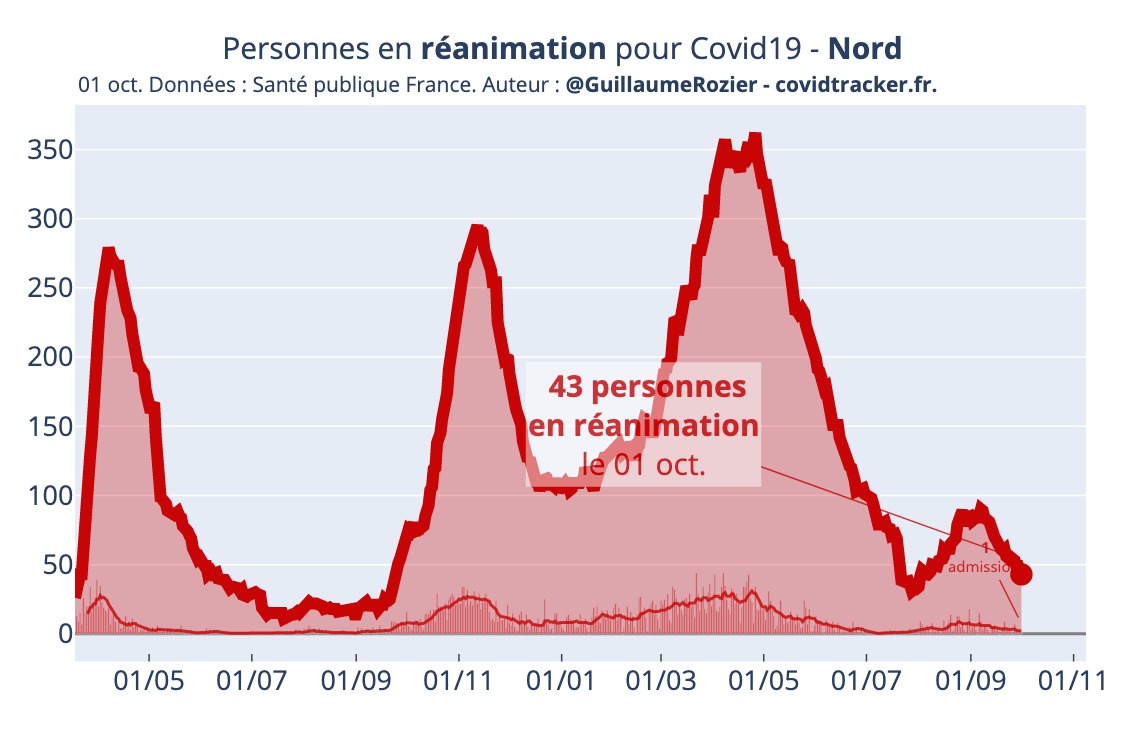 Personnes en réanimation pour Covid19 - Nord
01 oct. Données : Santé publique France. Auteur : @GuillaumeRozier - covidtracker.fr.
350
300
250
200
150
100
50
0
43 personnes
en réanimation
le 01 oct.
1
admissio
01/05 01/07 01/09 01/11 01/01 01/03 01/05 01/07 01/09 01/11